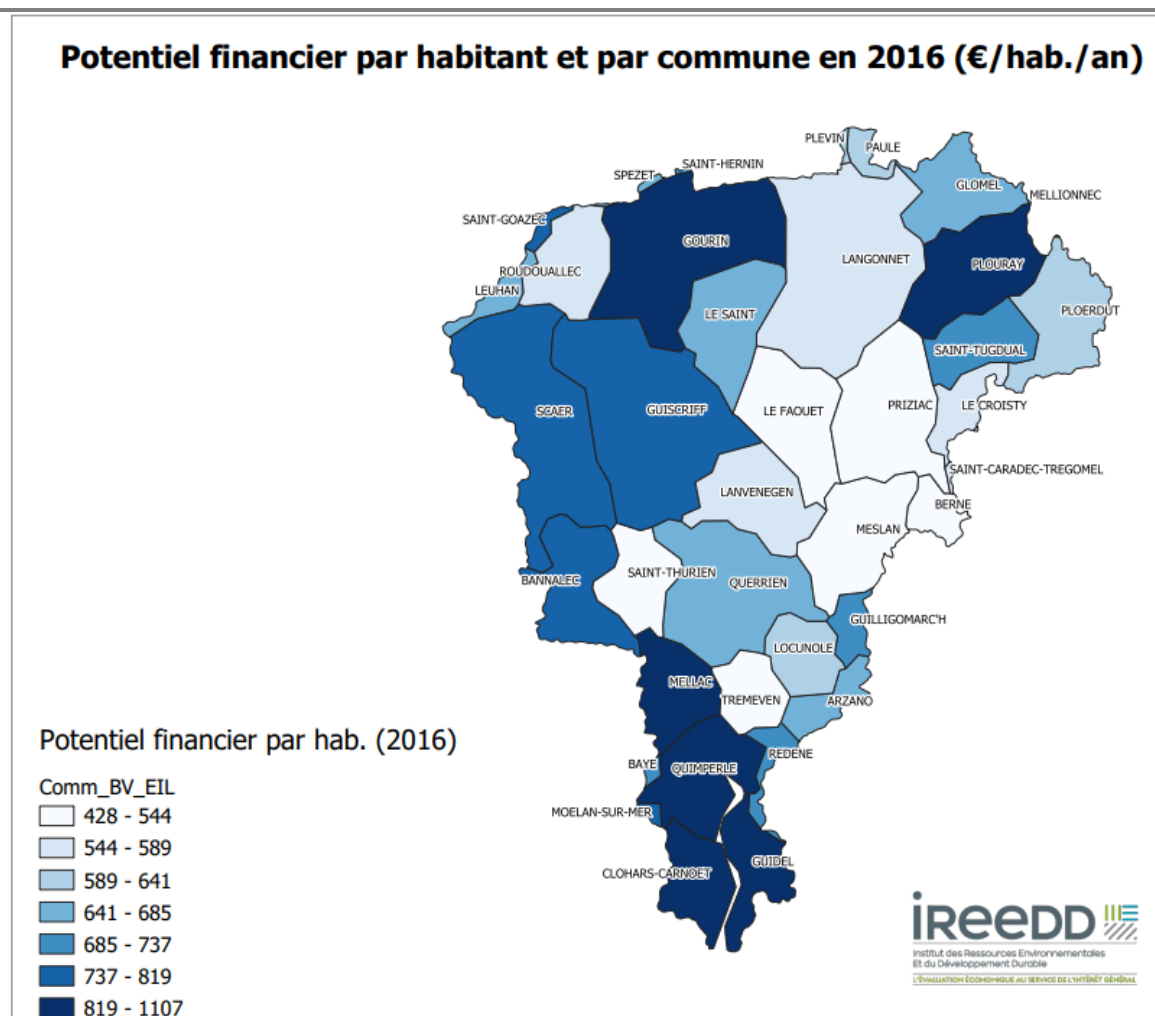 Potentiel financier par habitant et par commune en 2016 (€/hab./an)
PLEVIN
PAULE
SAINT-HERNIN
SPEZET
GLOMEL
MELLIONNEC
SAINT-GOAZEC
GOURIN
LANGONNET
PLOURAY
ROUDOUALLEC
LEUHAN
LE SAINT
PLOERDUT
SAINT-TUGDUAL
SCAER
GUISCRIFF
LE FAOUET
PRIZIAC
LE CROISTY
SAINT-CARADEC-TREGOMEL
LANVENEGEN
BERNE
MESLAN
BANNALEC
SAINT-THURIEN
QUERRIEN
GUILLIGOMARC'H
LOCUNOLE
MELLAC
TREMEVEN
ARZANO
REDENE
BAYE
QUIMPERLE
MOELAN-SUR-MER
GUIDEL
CLOHARS-CARNOET
Potentiel financier par hab. (2016)
Comm_BV_EIL
428 - 544
544 - 589
589 - 641
641 - 685
685 - 737
737 - 819
819 - 1107
iReeDD
Institut des Ressources Environnementales
Et du Développement Durable
L'ÉVALUATION ÉCONOMIQUE AU SERVICE DE L'INTÉRÊT GÉNÉRAL